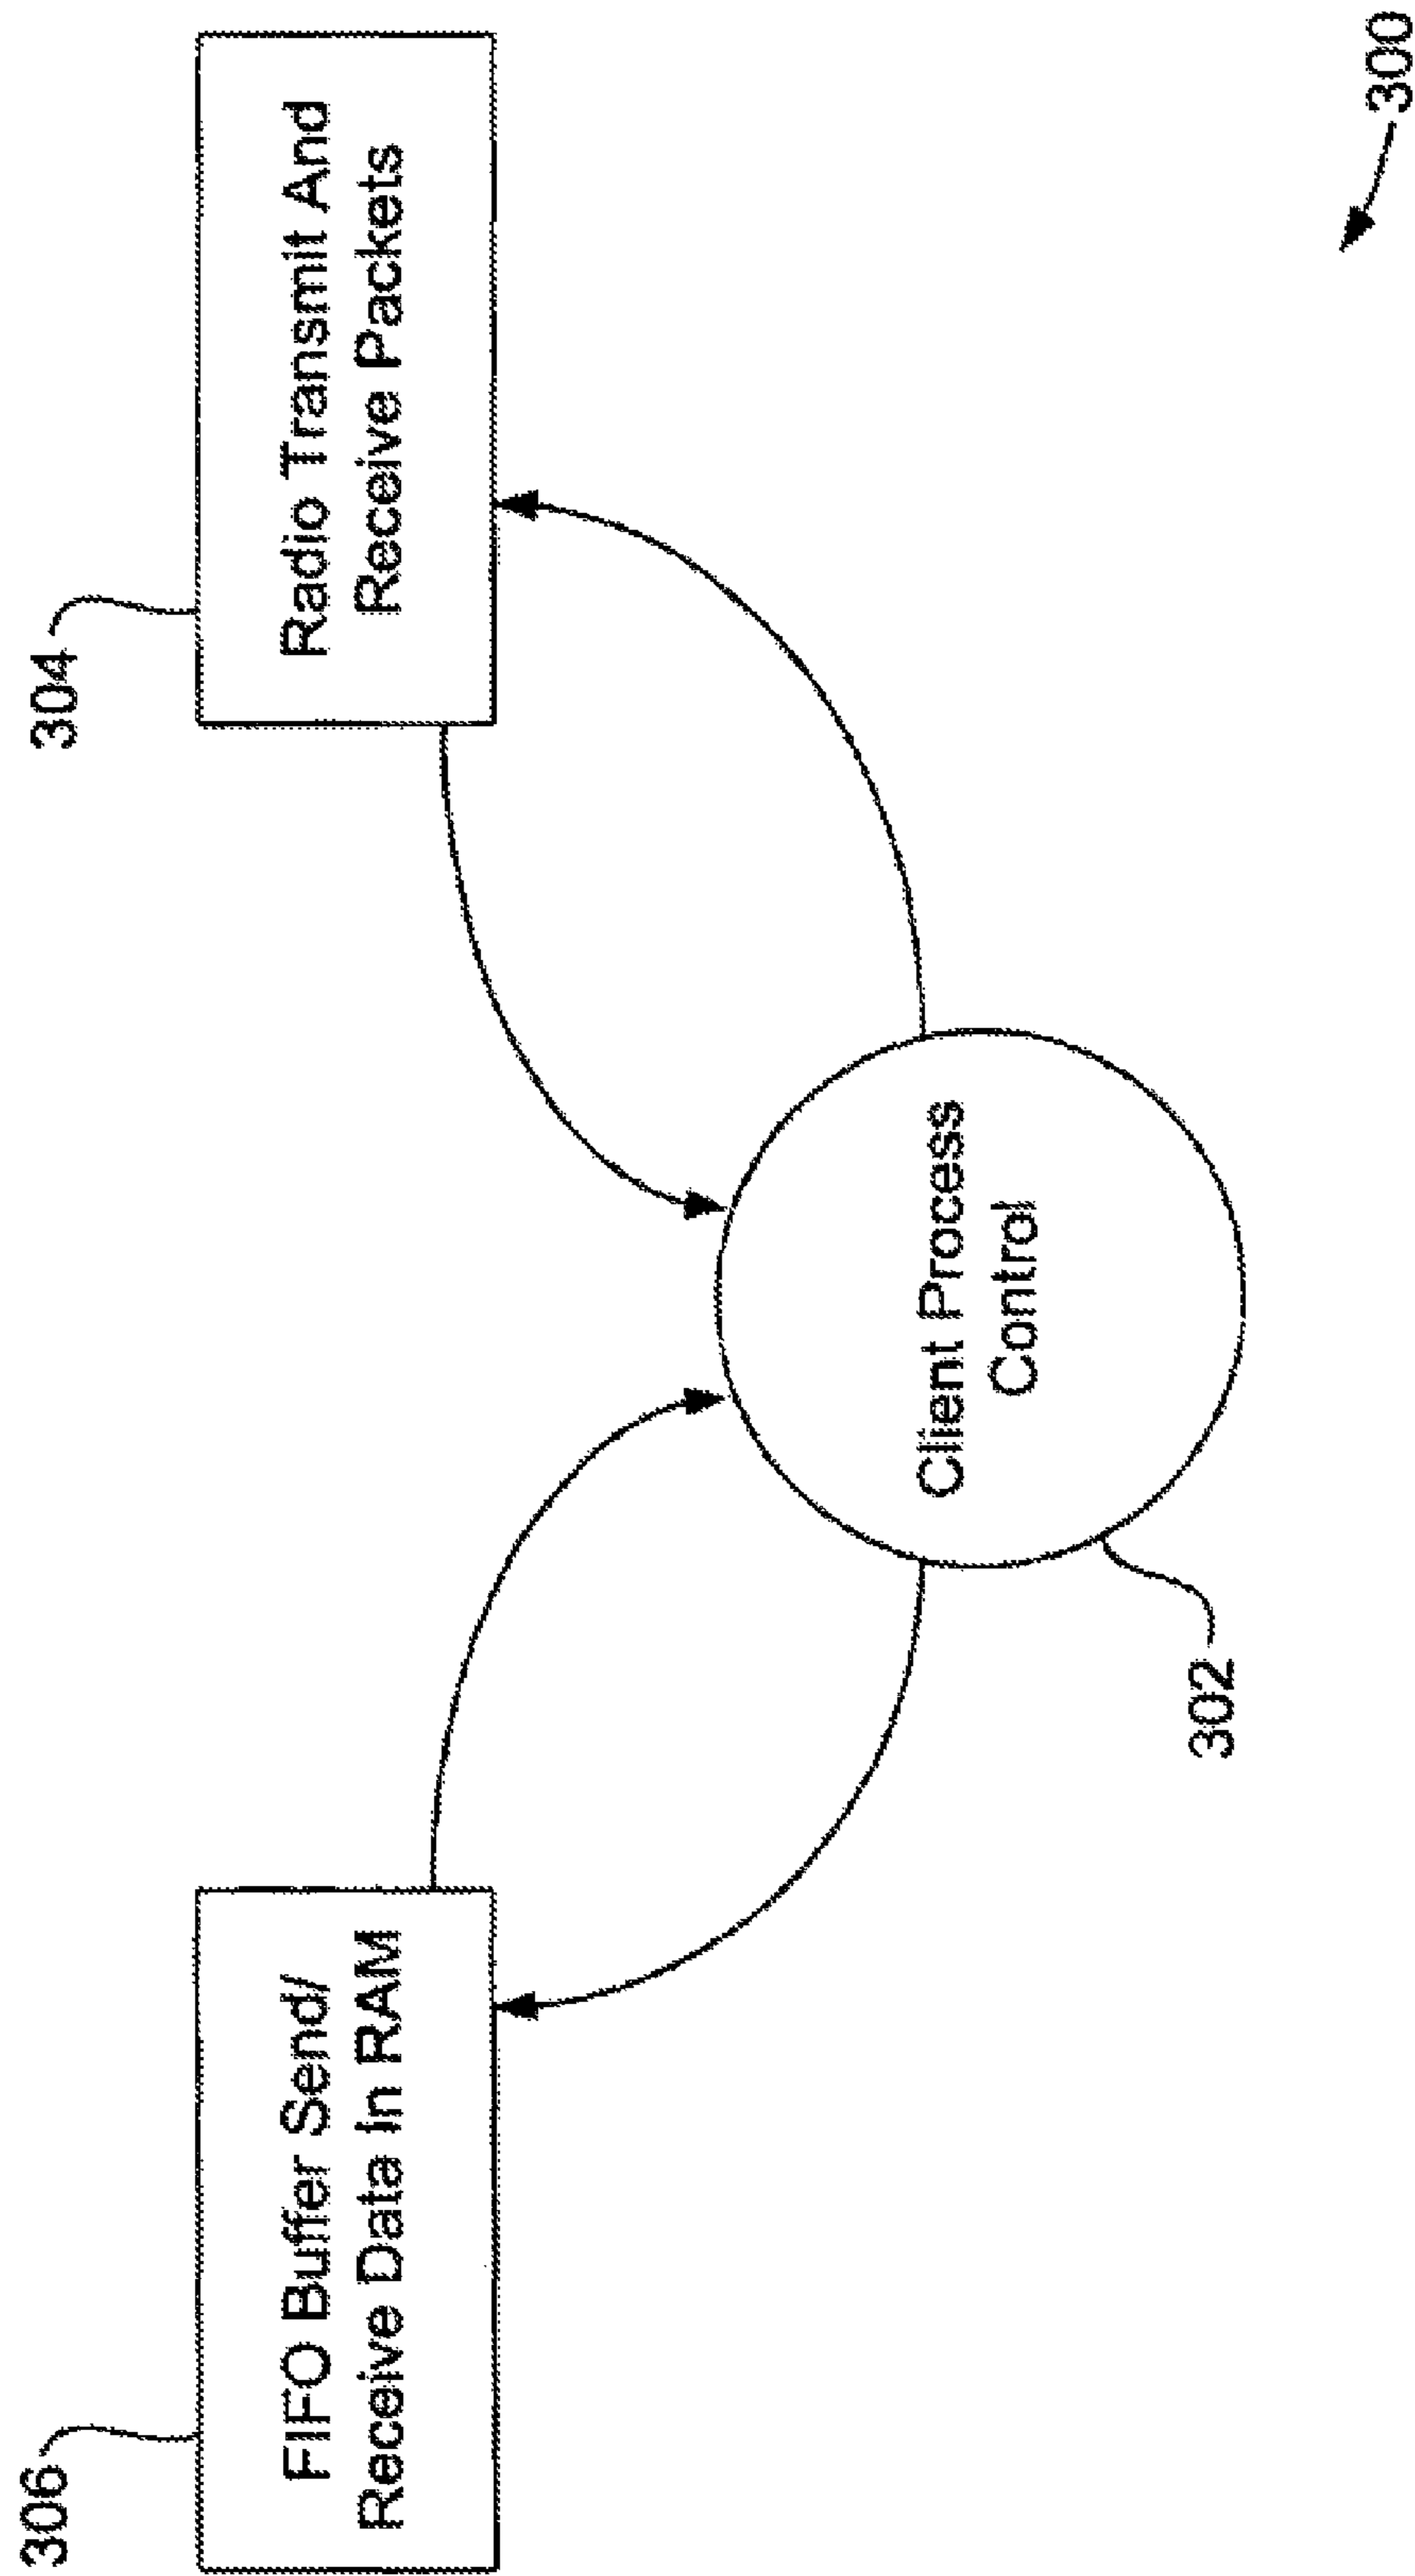 306
FIFO Buffer Send/
Receive Data In RAM
304
Radio Transmit And
Receive Packets
Client Process
Control
302
300